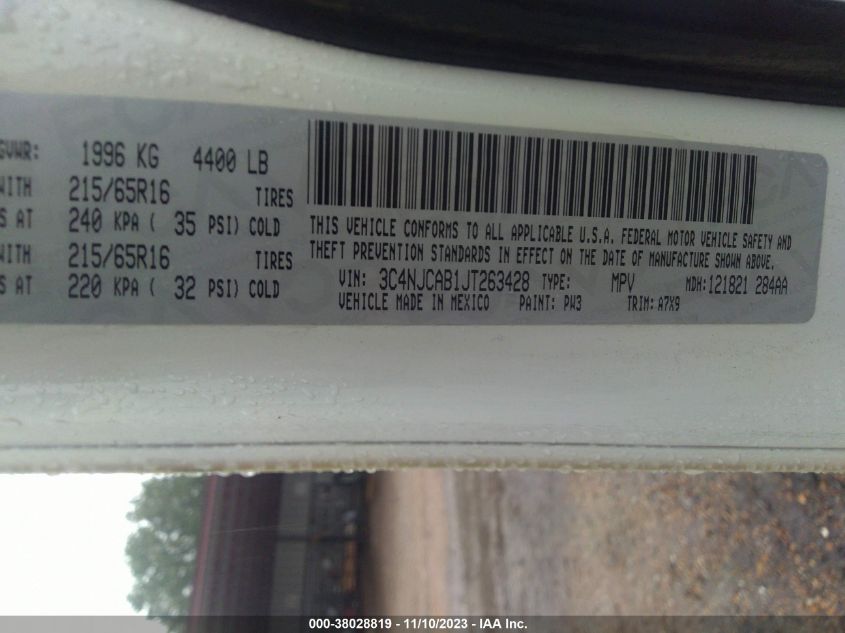 GVWR: 1996 KG 4400 LB
WITH 215/65R16 TIRES
S AT 240 KPA ( 35 PSI) COLD
WITH 215/65R16 TIRES
S AT 220 KPA ( 32 PSI) COLD
THIS VEHICLE CONFORMS TO ALL APPLICABLE U.S.A. FEDERAL MOTOR VEHICLE SAFETY AND
THEFT PREVENTION STANDARDS IN EFFECT ON THE DATE OF MANUFACTURE SHOWN ABOVE.
VIN: 3C4NJCAB1JT263428 TYPE: MPV MDH:121821 284AA
VEHICLE MADE IN MEXICO PAINT: PW3 TRIM: A7X9
000-38028819 - 11/10/2023 - IAA Inc.